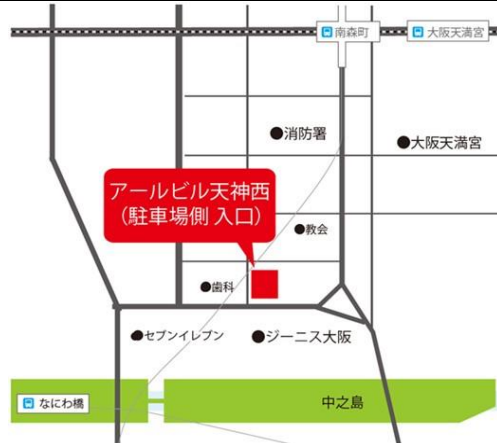 南森町
大阪天満宮
●消防署
●大阪天満宮
アールビル天神西
（駐車場側 入口）
●教会
●歯科
●セブンイレブン
●ジーニス大阪
なにわ橋
中之島